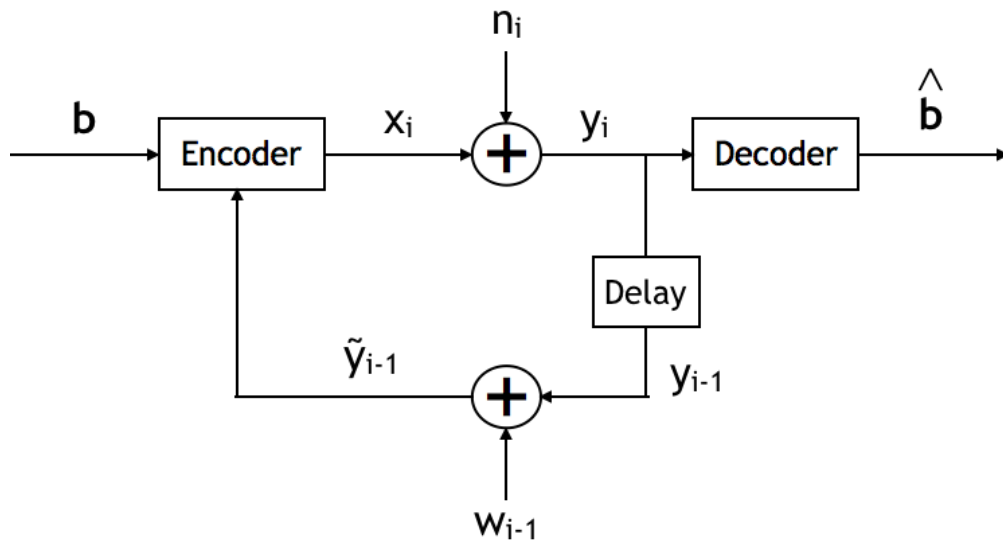 nᵢ
b
Encoder
xᵢ
+
yᵢ
Decoder
b̂
Delay
ỹᵢ₋₁
+
yᵢ₋₁
wᵢ₋₁